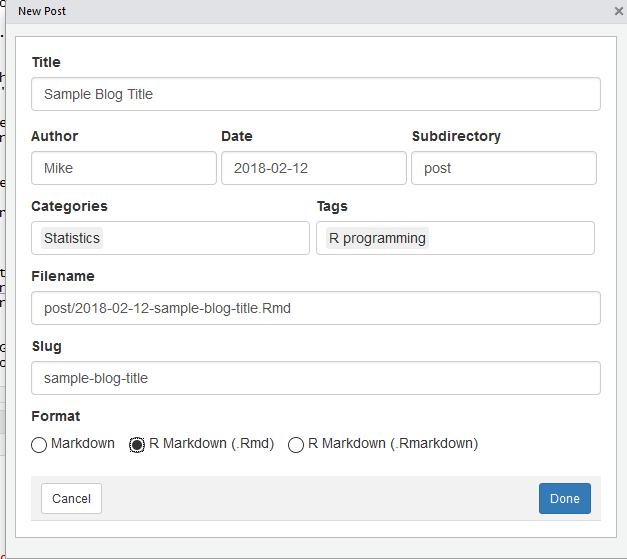 New Post
Title
Sample Blog Title
Author Date Subdirectory
Mike 2018-02-12 post
Categories Tags
Statistics R programming
Filename
post/2018-02-12-sample-blog-title.Rmd
Slug
sample-blog-title
Format
Markdown R Markdown (.Rmd) R Markdown (.Rmarkdown)
Cancel Done